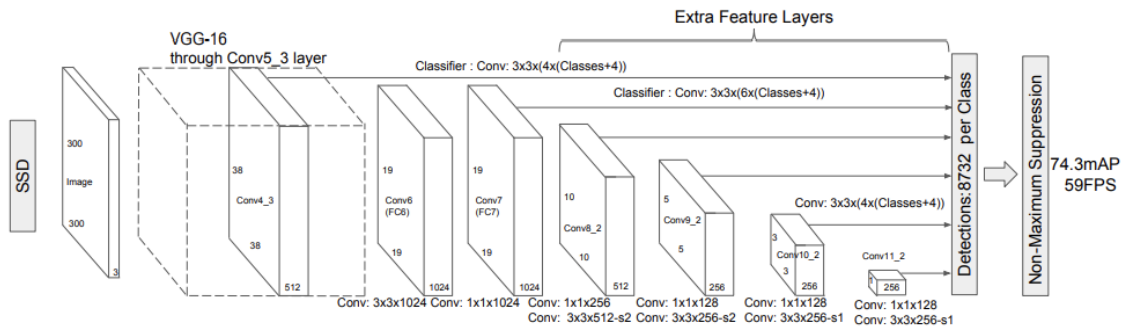 Extra Feature Layers
VGG-16
through Conv5_3 layer
Classifier : Conv: 3x3x(4x(Classes+4))
Classifier : Conv: 3x3x(6x(Classes+4))
SSD
300
Image
300
3
38
Conv4_3
38
512
19
Conv6
(FC6)
19
1024
19
Conv7
(FC7)
19
1024
10
Conv8_2
10
512
5
Conv9_2
5
256
Conv: 3x3x(4x(Classes+4))
3
Conv10_2
3
256
Conv11_2
1
256
Detections:8732 per Class
Non-Maximum Suppression
74.3mAP
59FPS
Conv: 3x3x1024
Conv: 1x1x1024
Conv: 1x1x256
Conv: 3x3x512-s2
Conv: 1x1x128
Conv: 3x3x256-s2
Conv: 1x1x128
Conv: 3x3x256-s1
Conv: 1x1x128
Conv: 3x3x256-s1